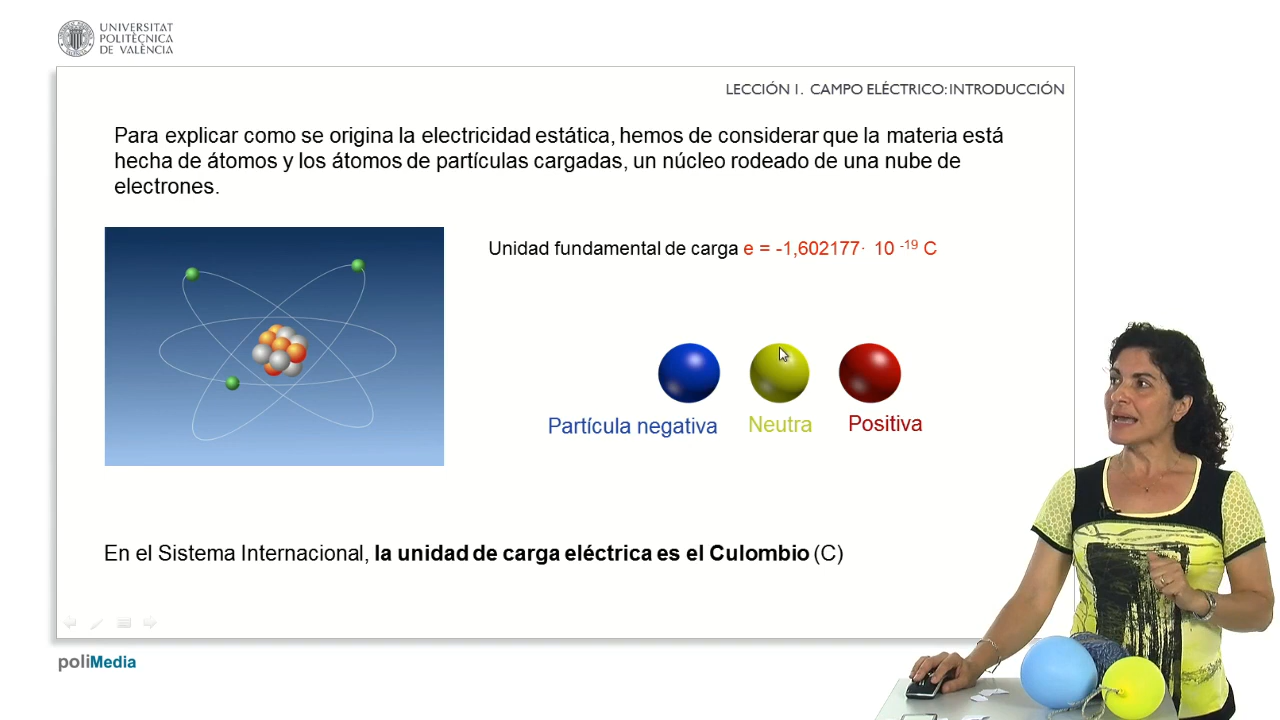 UNIVERSITAT
POLITÈCNICA
DE VALÈNCIA
LECCIÓN 1. CAMPO ELÉCTRICO: INTRODUCCIÓN
Para explicar como se origina la electricidad estática, hemos de considerar que la materia está
hecha de átomos y los átomos de partículas cargadas, un núcleo rodeado de una nube de
electrones.
Unidad fundamental de carga e = -1,602177· 10 ⁻¹⁹ C
Partícula negativa Neutra Positiva
En el Sistema Internacional, la unidad de carga eléctrica es el Culombio (C)
poliMedia